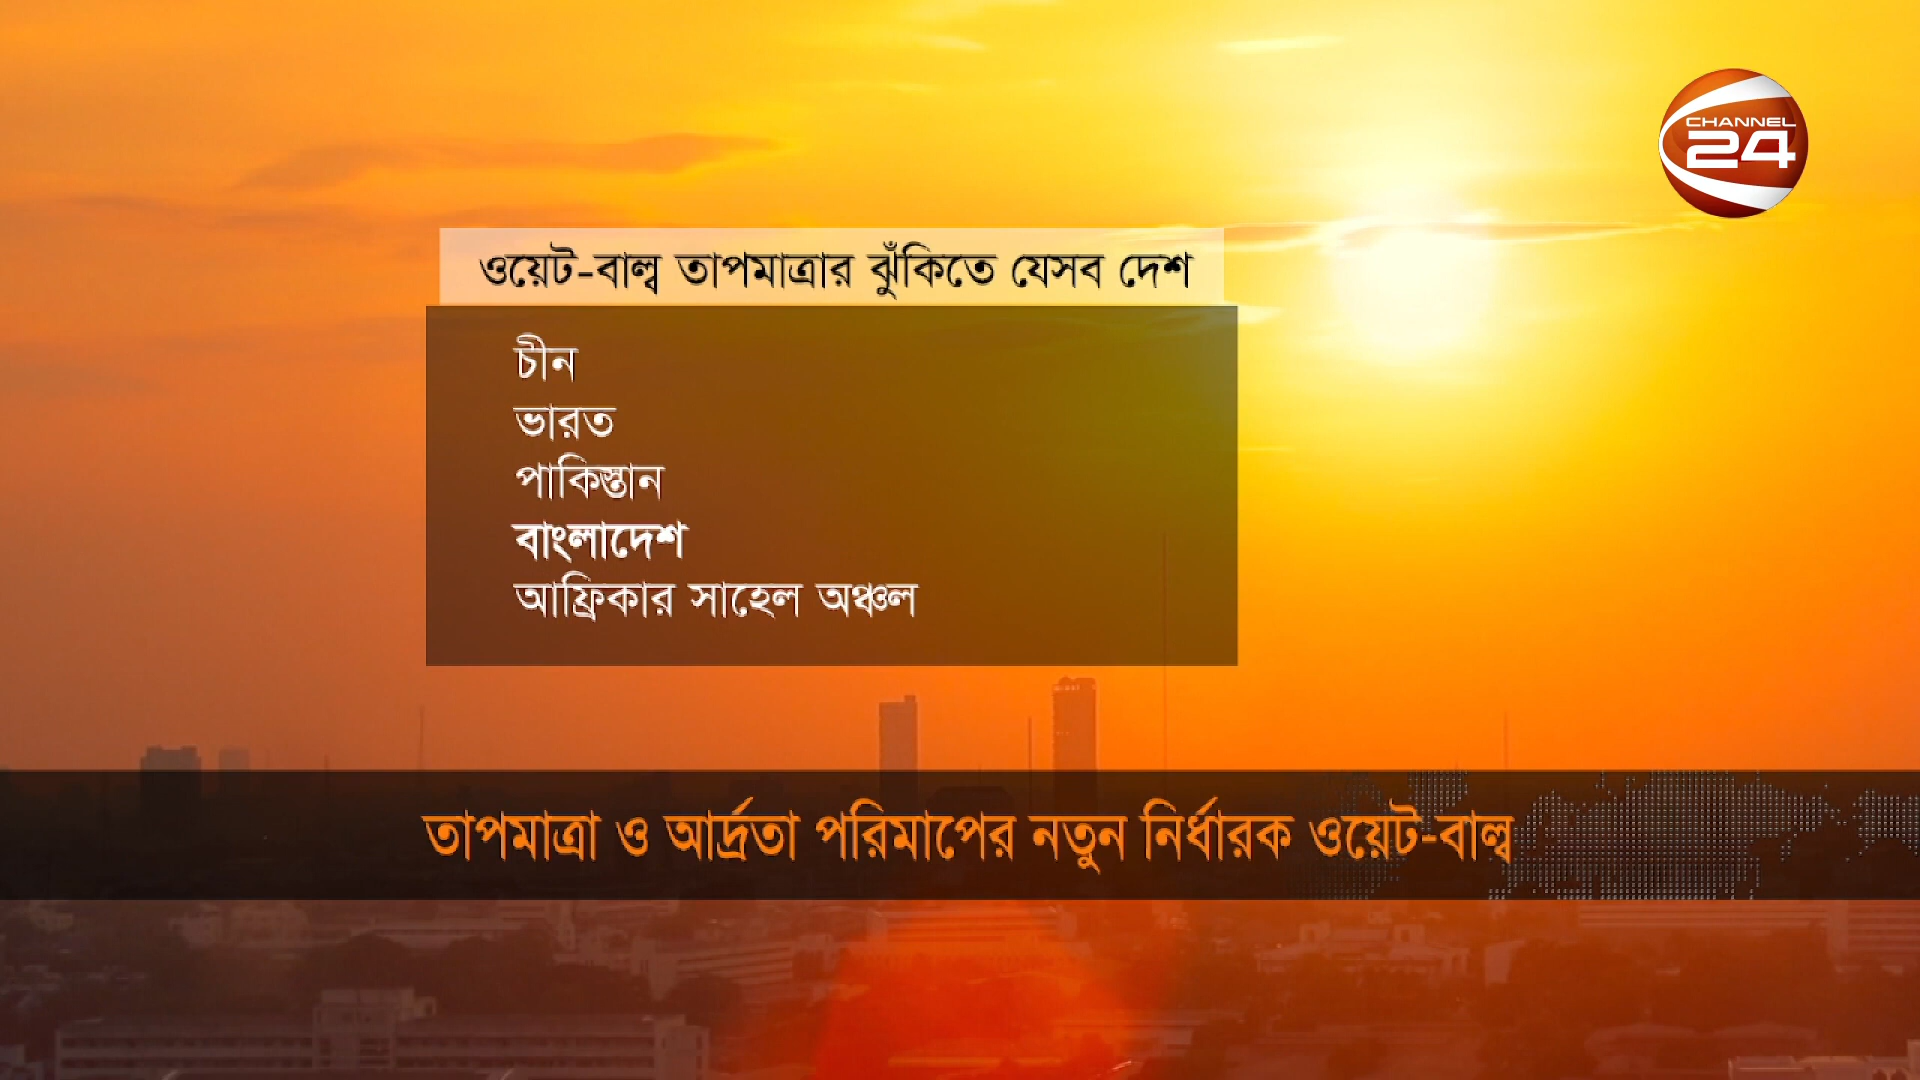 CHANNEL
24
ওয়েট-বাল্ব তাপমাত্রার ঝুঁকিতে যেসব দেশ
চীন
ভারত
পাকিস্তান
বাংলাদেশ
আফ্রিকার সাহেল অঞ্চল
তাপমাত্রা ও আর্দ্রতা পরিমাপের নতুন নির্ধারক ওয়েট-বাল্ব